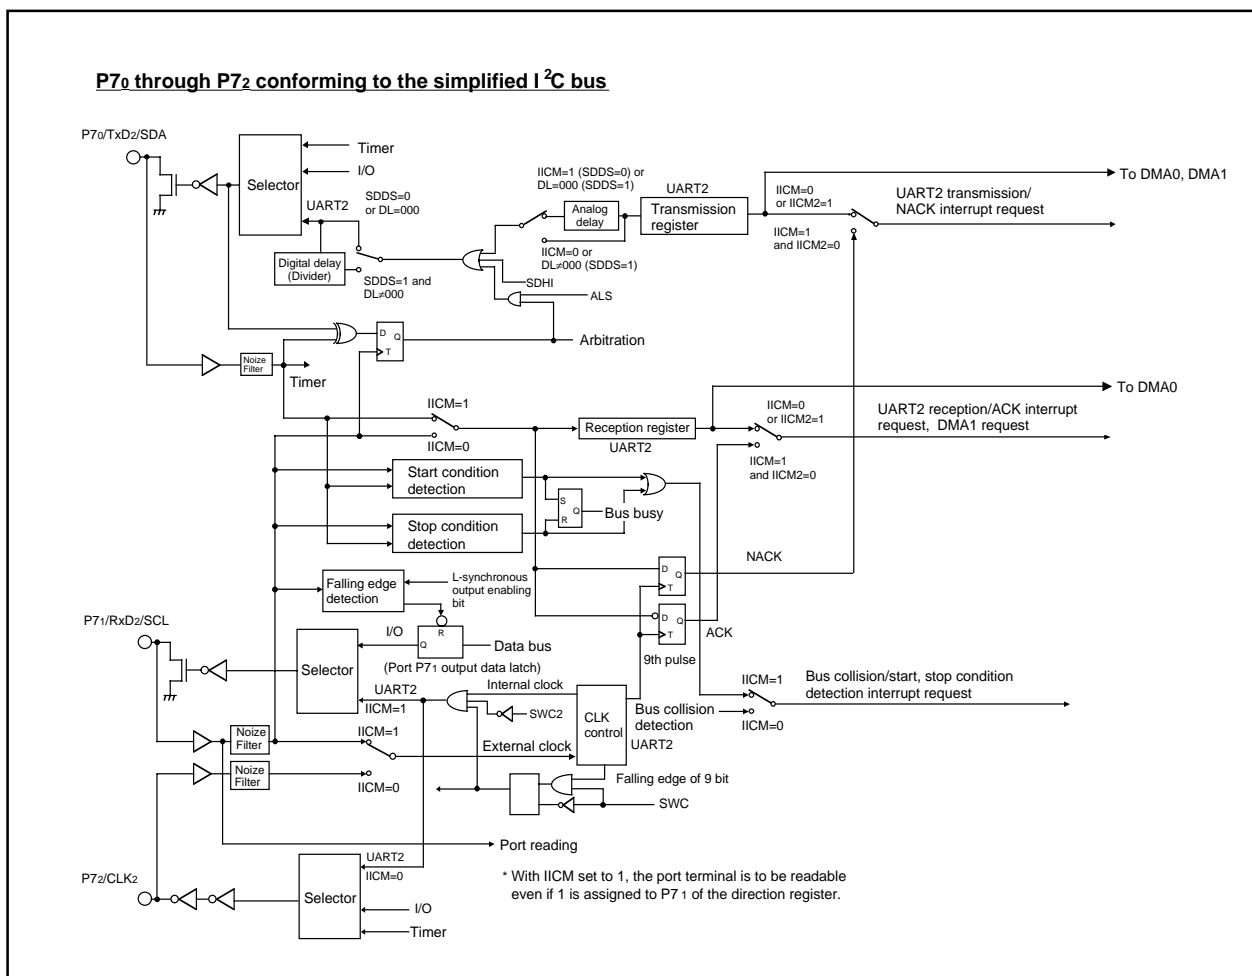 P70 through P72 conforming to the simplified I2C bus
P70/TxD2/SDA
Selector
Timer
I/O
UART2
SDDS=0
or DL=000
Digital delay
(Divider)
SDDS=1 and
DL≠000
IICM=1 (SDDS=0) or
DL=000 (SDDS=1)
Analog
delay
IICM=0 or
DL≠000 (SDDS=1)
SDHI
ALS
UART2
Transmission
register
IICM=0
or IICM2=1
IICM=1
and IICM2=0
To DMA0, DMA1
UART2 transmission/
NACK interrupt request
D
Q
T
Arbitration
Noize
Filter
Timer
IICM=1
IICM=0
Reception register
UART2
IICM=0
or IICM2=1
IICM=1
and IICM2=0
To DMA0
UART2 reception/ACK interrupt
request, DMA1 request
Start condition
detection
Stop condition
detection
S
Q
R
Bus busy
NACK
D
Q
T
D
Q
T
ACK
9th pulse
Falling edge
detection
L-synchronous
output enabling
bit
P71/RxD2/SCL
I/O
R
Q
Data bus
(Port P71 output data latch)
Selector
UART2
IICM=1
Internal clock
SWC2
CLK
control
UART2
External clock
Bus collision
detection
IICM=1
IICM=0
Bus collision/start, stop condition
detection interrupt request
Noize
Filter
IICM=1
Noize
Filter
IICM=0
Falling edge of 9 bit
SWC
Port reading
P72/CLK2
UART2
IICM=0
Selector
I/O
Timer
* With IICM set to 1, the port terminal is to be readable
even if 1 is assigned to P71 of the direction register.